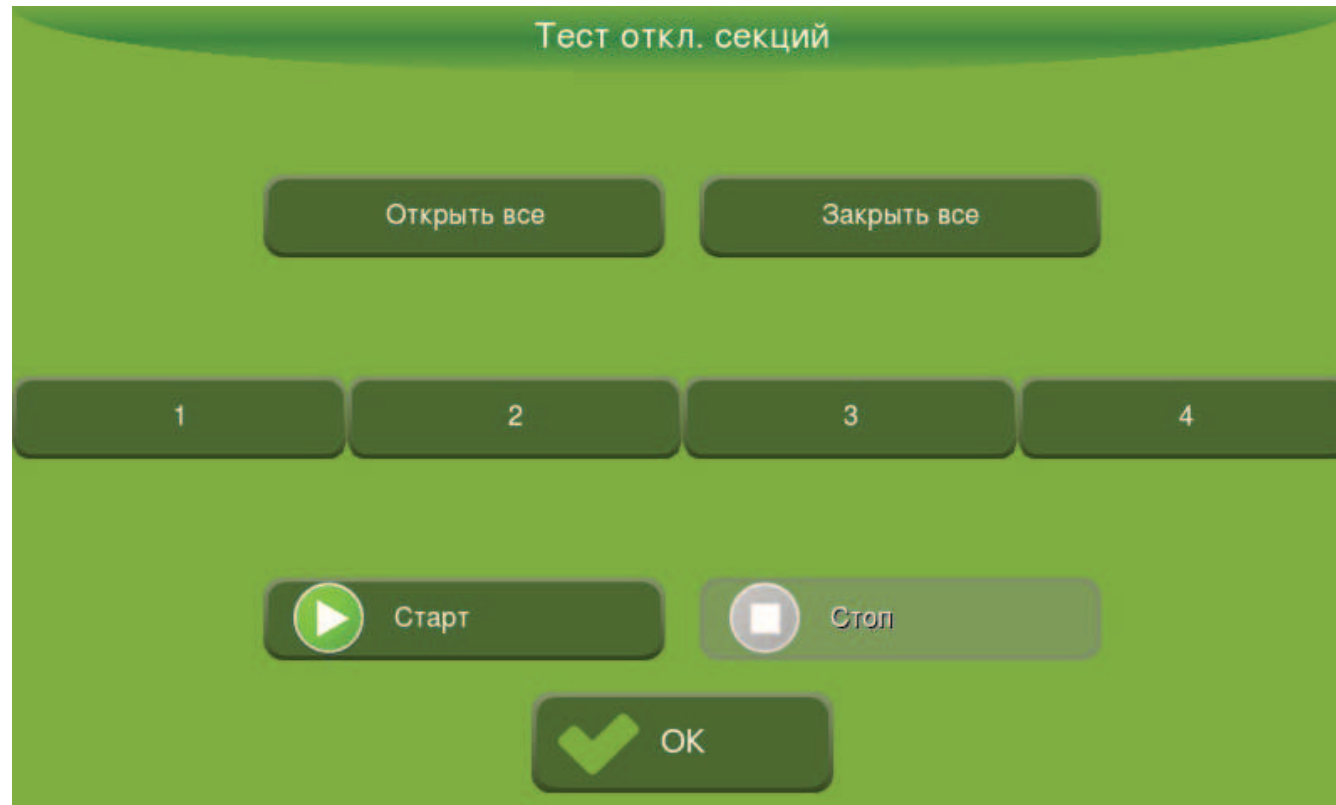 Тест откл. секций
Открыть все Закрыть все
1 2 3 4
Старт Стоп
OK